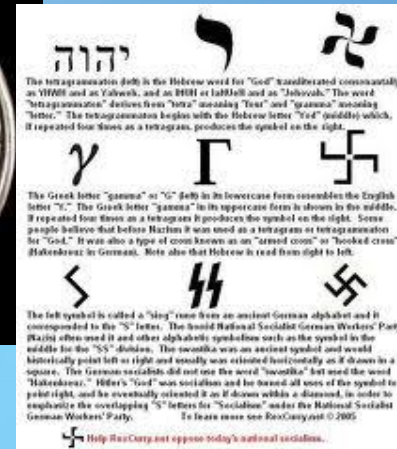 יהוה
The tetragrammaton (left) is the Hebrew word for "God" transliterated consonantally
as YHWH and as Yahweh, and as IHUH or IaHUeH and as "Jehovah." The word
"tetragrammaton" derives from "tetra" meaning "four" and "gramma" meaning
"letter." The tetragrammaton begins with the Hebrew letter "Yod" (middle) which,
if repeated four times as a tetragram, produces the symbol on the right.
γ Γ
The Greek letter "gamma" or "G" (left) in its lowercase form resembles the English
letter "Y." The Greek letter "gamma" in its uppercase form is shown in the middle.
If repeated four times as a tetragram it produces the symbol on the right. Some
people believe that before Nazism it was used as a tetragram or tetragrammaton
for "God." It was also a type of cross known as an "armed cross" or "hooked cross"
(Hakenkreuz in German). Note also that Hebrew is read from right to left.
The left symbol is called a "sieg" rune from an ancient German alphabet and it
corresponded to the "S" letter. The horrid National Socialist German Workers' Party
(Nazis) often used it and other alphabetic symbolism such as the symbol in the
middle for the "SS" division. The swastika was an ancient symbol and would
historically point left or right and usually was oriented horizontally as if drawn in a
square. The German socialists did not use the word "swastika" but used the word
"Hakenkreuz." Hitler's "God" was socialism and he turned all uses of the symbol to
point right, and he eventually oriented it as if drawn within a diamond, in order to
emphasize the overlapping "S" letters for "Socialism" under the National Socialist
German Workers' Party. To learn more see RexCurry.net © 2005
Help RexCurry.net oppose today's national socialism.